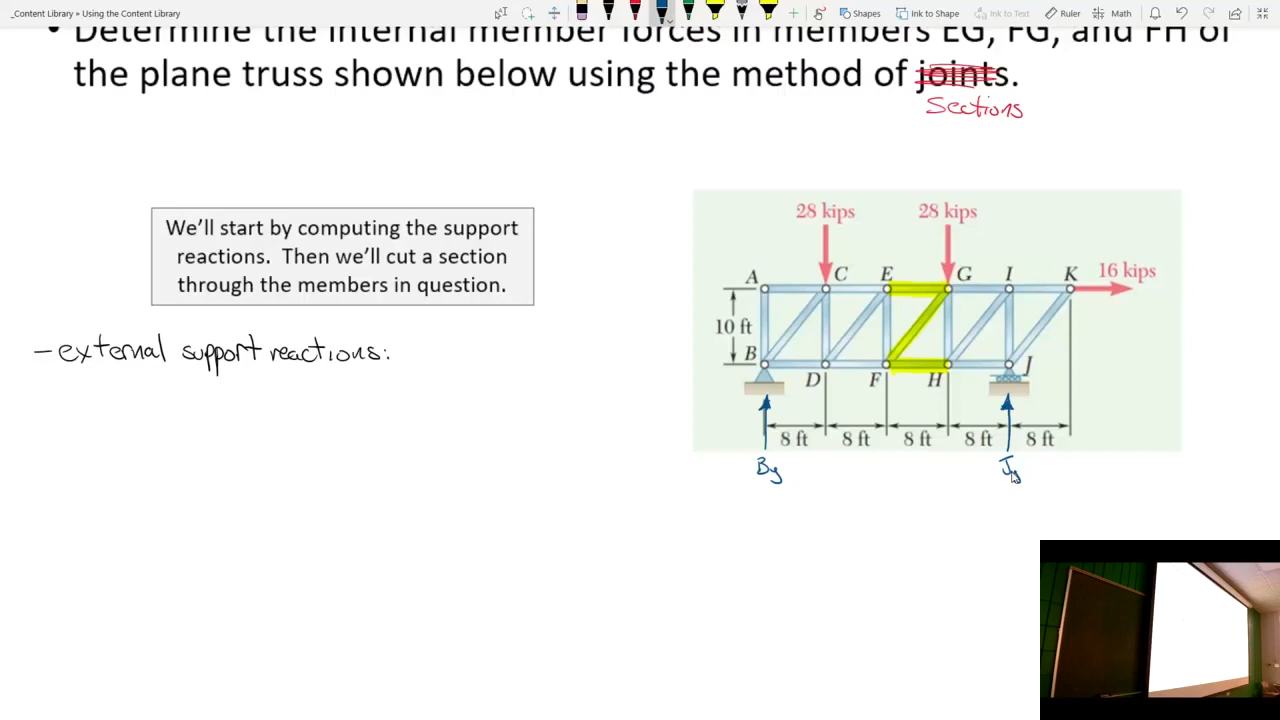 _Content Library » Using the Content Library
Shapes
Ink to Shape
Ink to Text
Ruler
Math
• Determine the internal member forces in members EG, FG, and FH of
the plane truss shown below using the method of joints.
Sections
We’ll start by computing the support
reactions. Then we’ll cut a section
through the members in question.
-external support reactions:
28 kips
28 kips
A
C
E
G
I
K
16 kips
10 ft
B
D
F
H
J
8 ft
8 ft
8 ft
8 ft
8 ft
By
Jy